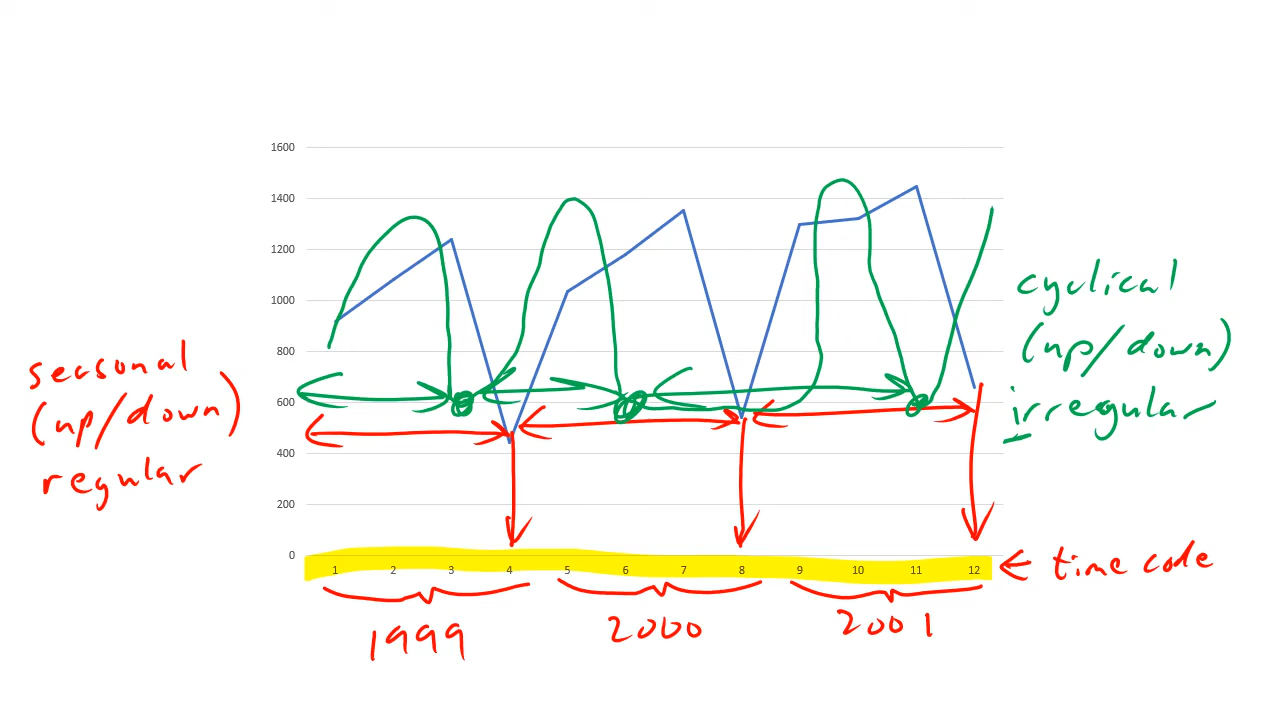 1600
1400
1200
1000
800
600
400
200
0
1 2 3 4 5 6 7 8 9 10 11 12
seasonal
(up/down)
regular
cyclical
(up/down)
irregular
← time code
1999 2000 2001